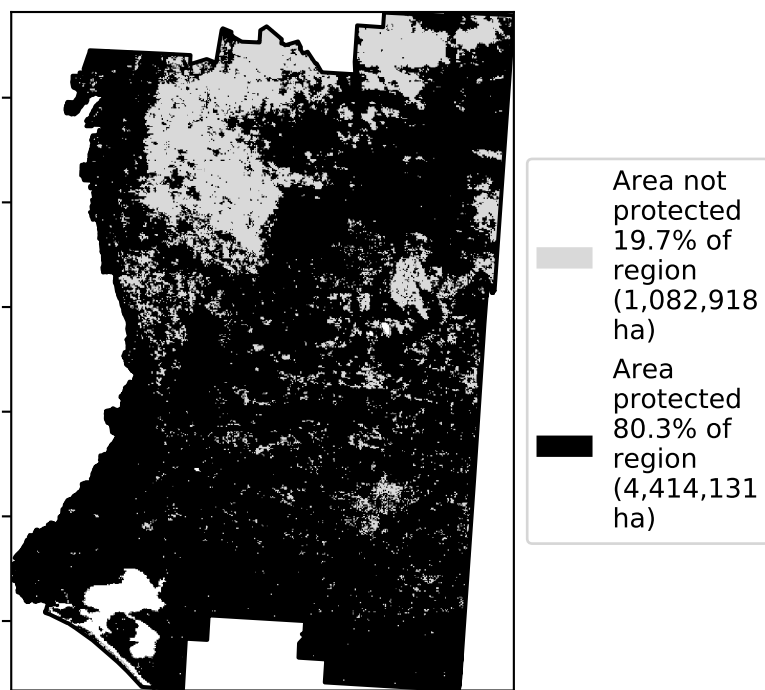 Area not
protected
19.7% of
region
(1,082,918
ha)
Area
protected
80.3% of
region
(4,414,131
ha)